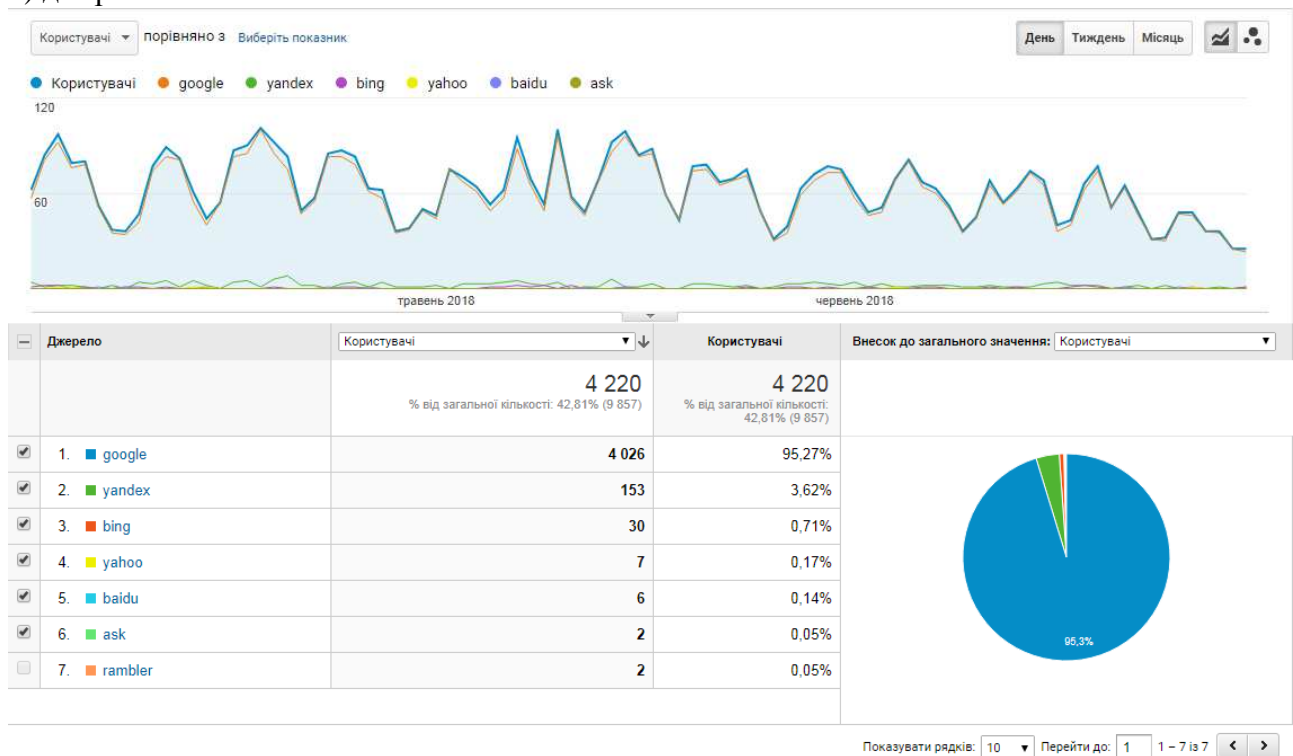 Користувачі порівняно з Виберіть показник День Тиждень Місяць
Користувачі google yandex bing yahoo baidu ask
120
60
травень 2018 червень 2018
Джерело Користувачі Користувачі Внесок до загального значення: Користувачі
4 220 4 220
% від загальної кількості: 42,81% (9 857) % від загальної кількості:
42,81% (9 857)
1. google 4 026 95,27%
2. yandex 153 3,62%
3. bing 30 0,71%
4. yahoo 7 0,17%
5. baidu 6 0,14%
6. ask 2 0,05%
95,3%
7. rambler 2 0,05%
Показувати рядків: 10 Перейти до: 1 1 – 7 із 7